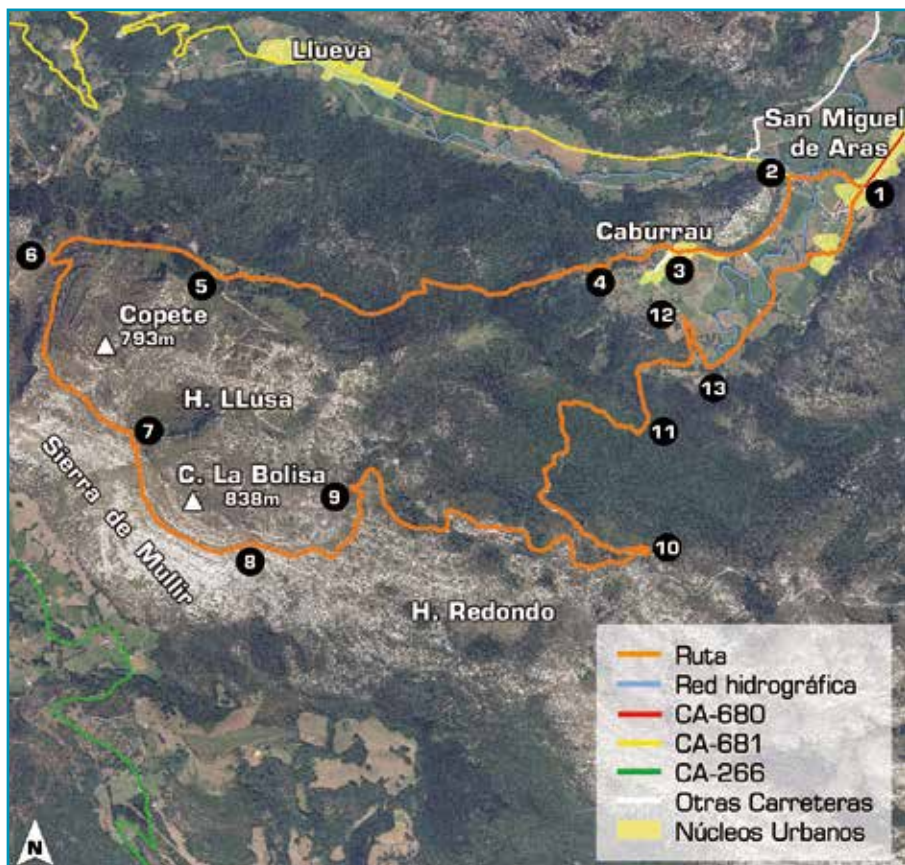 Llueva
San Miguel
de Aras
2
1
Caburrau
6
3
4
5
Copete
793m
12
13
H. LLusa
11
7
C. La Bolisa
838m
9
Sierra de Mullir
8
10
H. Redondo
Ruta
Red hidrográfica
CA-680
CA-681
CA-266
Otras Carreteras
Núcleos Urbanos
N